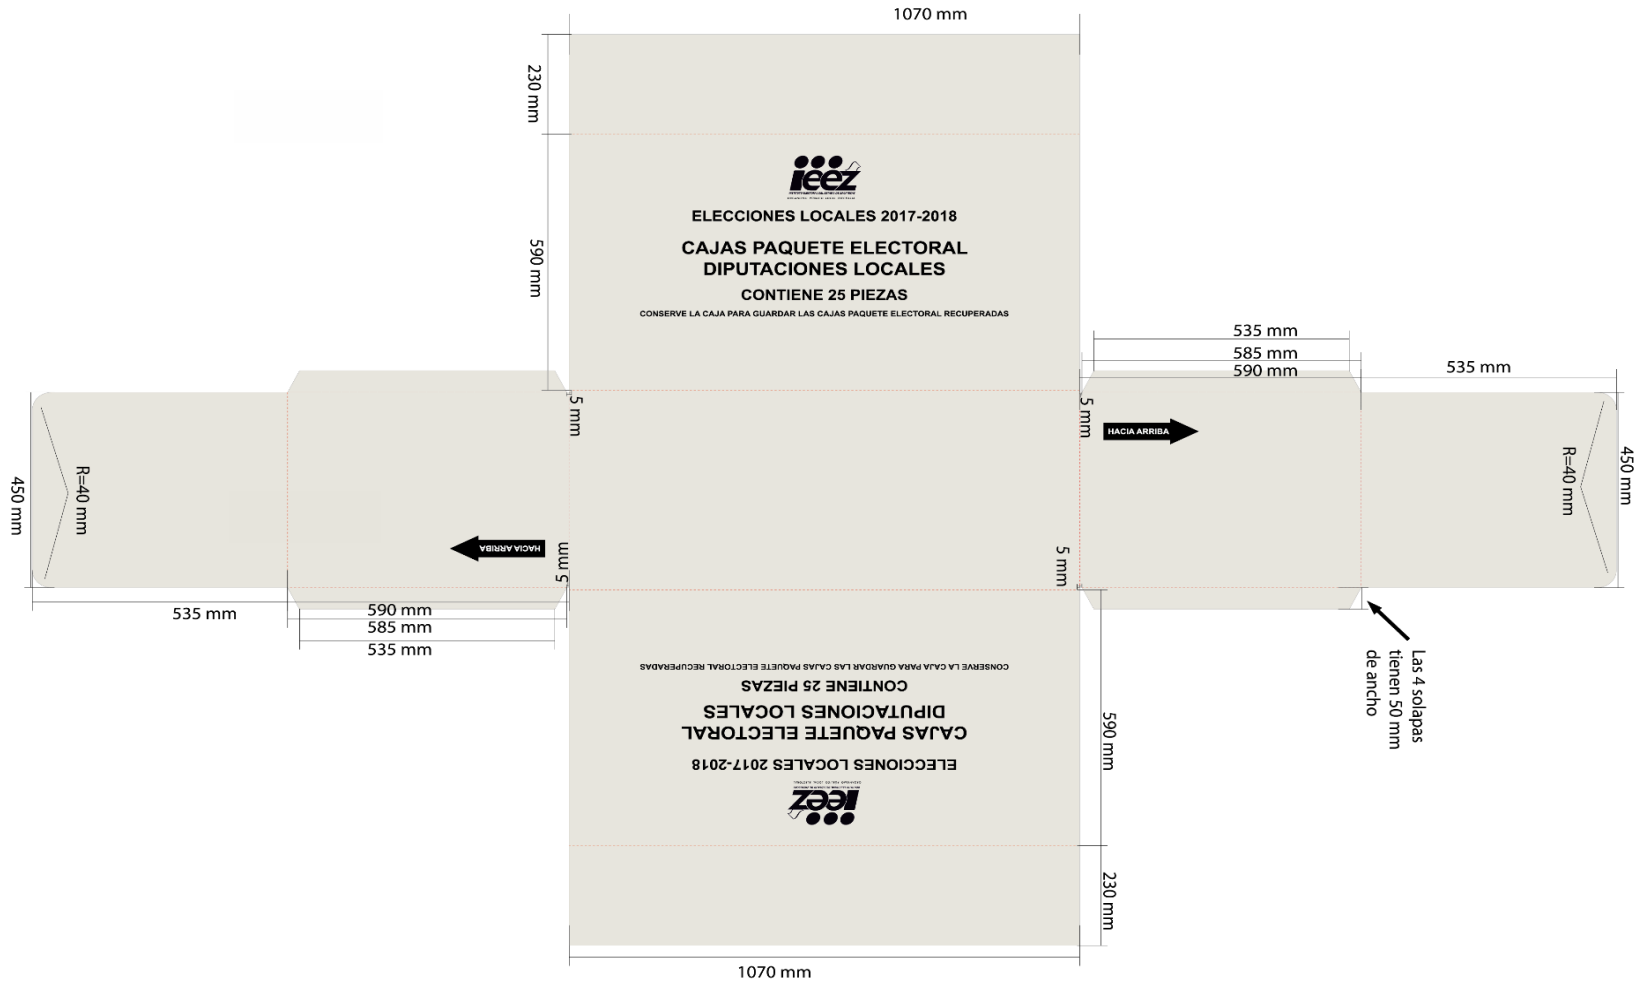 1070 mm
230 mm
ieez
ELECCIONES LOCALES 2017-2018
590 mm
CAJAS PAQUETE ELECTORAL
DIPUTACIONES LOCALES
CONTIENE 25 PIEZAS
CONSERVE LA CAJA PARA GUARDAR LAS CAJAS PAQUETE ELECTORAL RECUPERADAS
535 mm
585 mm
590 mm
535 mm
5 mm
5 mm
HACIA ARRIBA
450 mm
R=40 mm
R=40 mm
450 mm
HACIA ARRIBA
5 mm
5 mm
535 mm
590 mm
585 mm
535 mm
Las 4 solapas
tienen 50 mm
de ancho
CONSERVE LA CAJA PARA GUARDAR LAS CAJAS PAQUETE ELECTORAL RECUPERADAS
CONTIENE 25 PIEZAS
DIPUTACIONES LOCALES
CAJAS PAQUETE ELECTORAL
ELECCIONES LOCALES 2017-2018
ieez
590 mm
230 mm
1070 mm